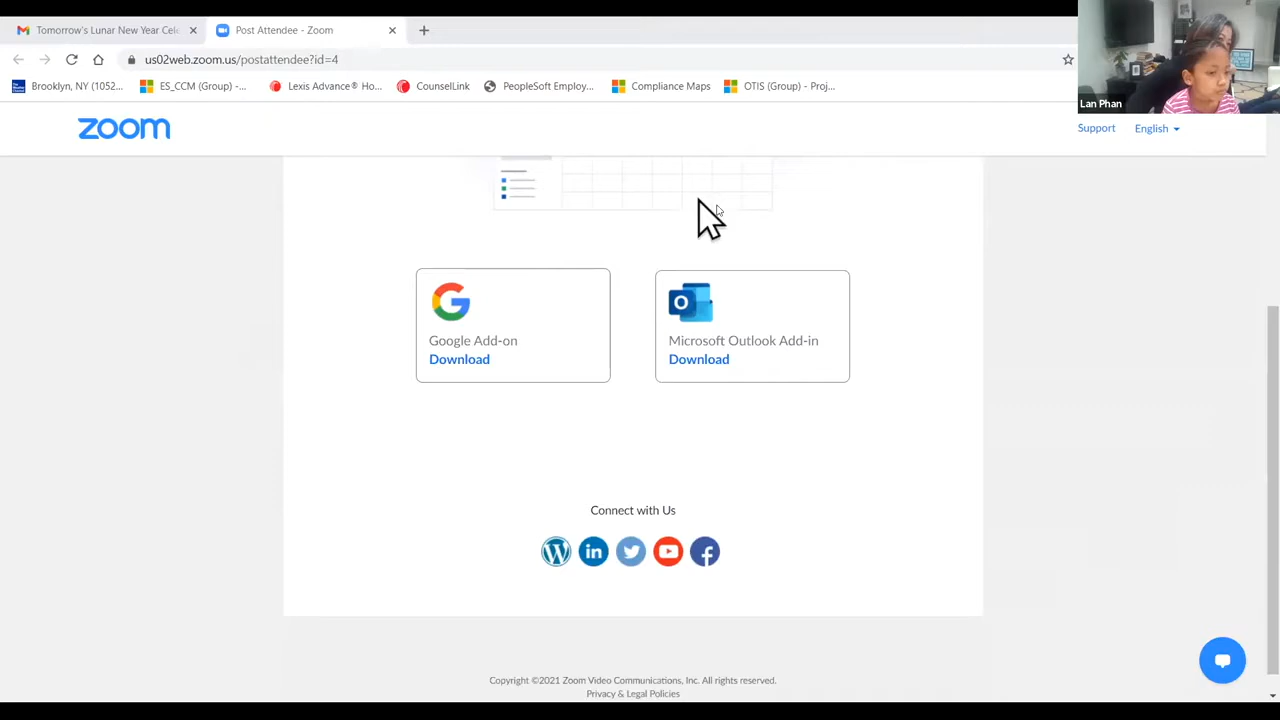 Tomorrow's Lunar New Year Cele
Post Attendee - Zoom
us02web.zoom.us/postattendee?id=4
Brooklyn, NY (1052...
ES_CCM (Group) -...
Lexis Advance® Ho...
CounselLink
PeopleSoft Employ...
Compliance Maps
OTIS (Group) - Proj...
Lan Phan
zoom
Support
English
Google Add-on
Download
Microsoft Outlook Add-in
Download
Connect with Us
Copyright ©2021 Zoom Video Communications, Inc. All rights reserved.
Privacy & Legal Policies